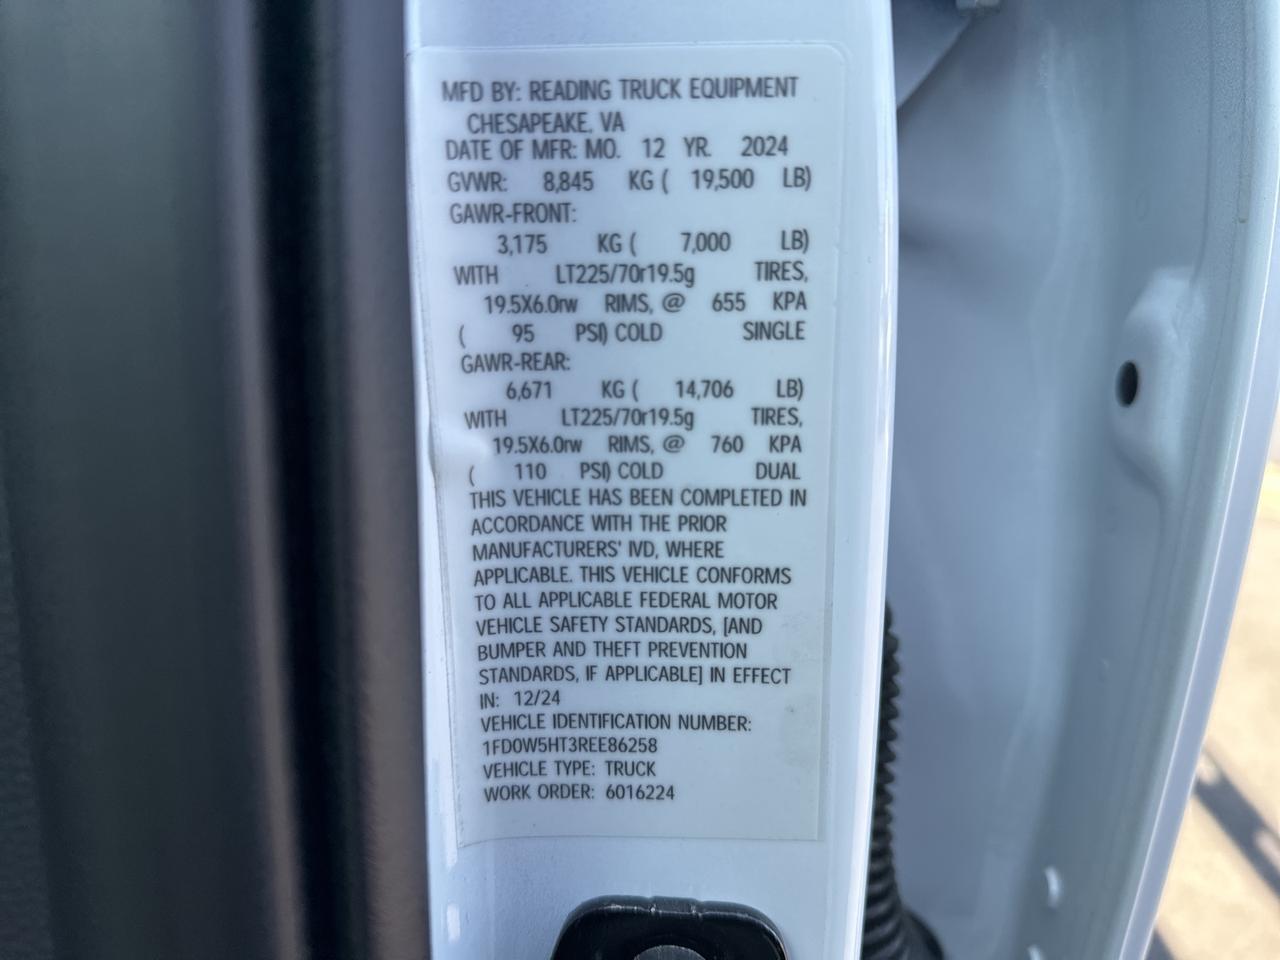 MFD BY: READING TRUCK EQUIPMENT
CHESAPEAKE, VA
DATE OF MFR: MO. 12 YR. 2024
GVWR: 8,845 KG ( 19,500 LB)
GAWR-FRONT:
3,175 KG ( 7,000 LB)
WITH LT225/70r19.5g TIRES,
19.5X6.0rw RIMS, @ 655 KPA
( 95 PSI) COLD SINGLE
GAWR-REAR:
6,671 KG ( 14,706 LB)
WITH LT225/70r19.5g TIRES,
19.5X6.0rw RIMS, @ 760 KPA
( 110 PSI) COLD DUAL
THIS VEHICLE HAS BEEN COMPLETED IN
ACCORDANCE WITH THE PRIOR
MANUFACTURERS' IVD, WHERE
APPLICABLE. THIS VEHICLE CONFORMS
TO ALL APPLICABLE FEDERAL MOTOR
VEHICLE SAFETY STANDARDS, [AND
BUMPER AND THEFT PREVENTION
STANDARDS, IF APPLICABLE] IN EFFECT
IN: 12/24
VEHICLE IDENTIFICATION NUMBER:
1FD0W5HT3REE86258
VEHICLE TYPE: TRUCK
WORK ORDER: 6016224